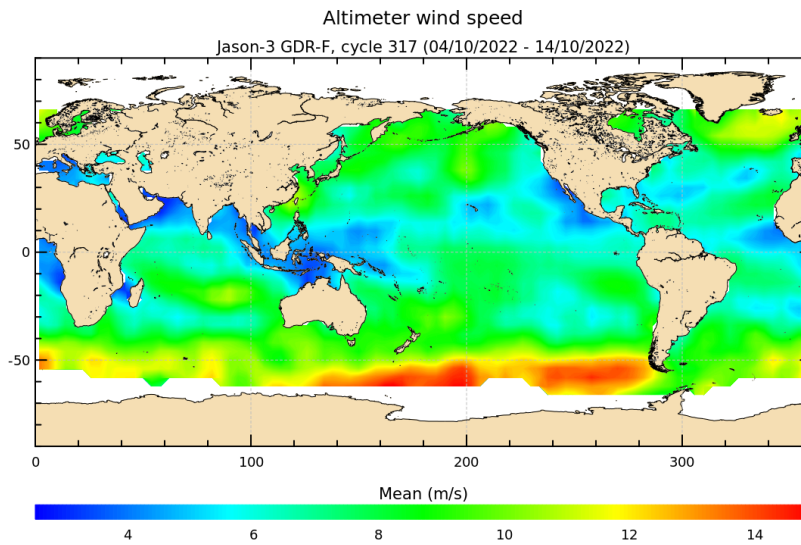 Altimeter wind speed
Jason-3 GDR-F, cycle 317 (04/10/2022 - 14/10/2022)
50
0
-50
0 100 200 300
Mean (m/s)
4 6 8 10 12 14